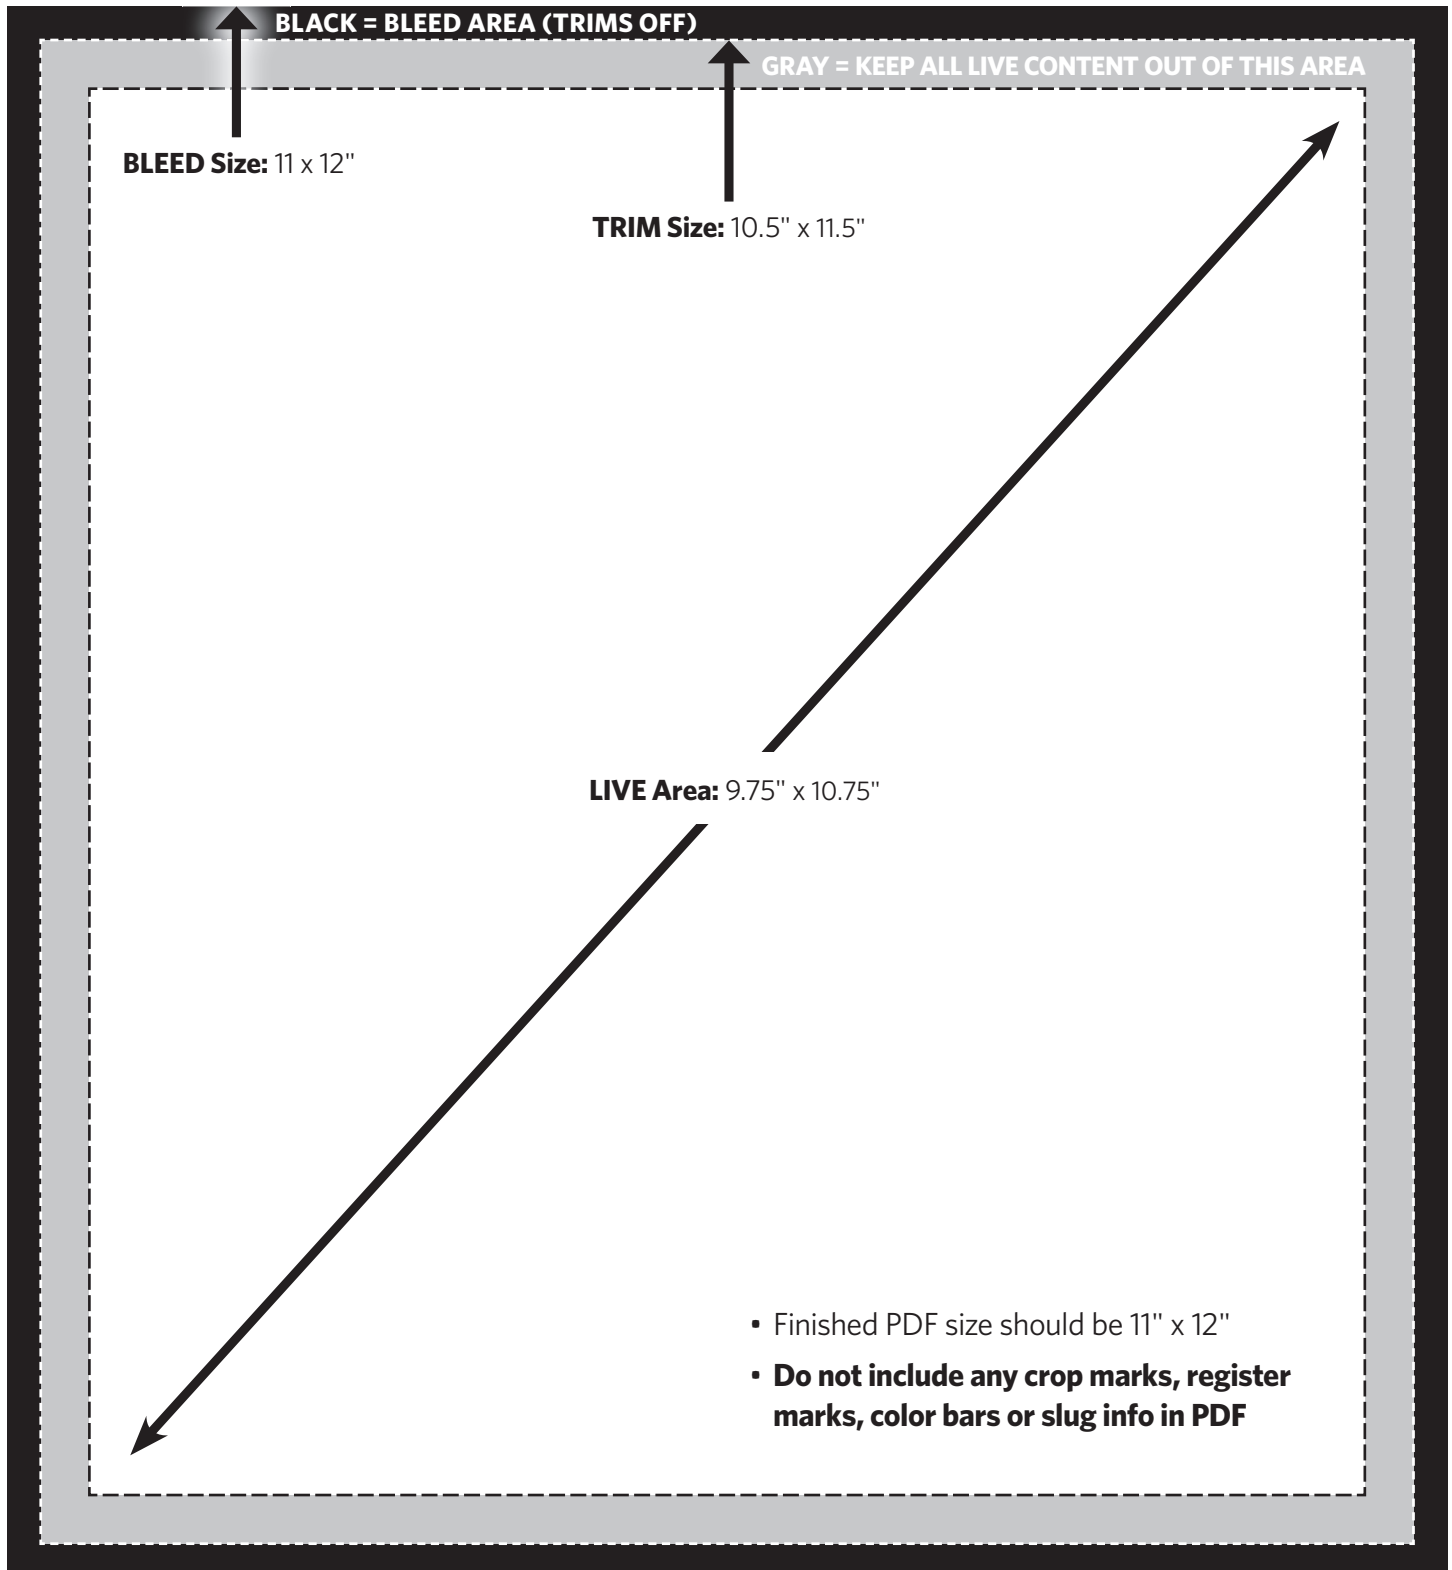 BLACK = BLEED AREA (TRIMS OFF)
GRAY = KEEP ALL LIVE CONTENT OUT OF THIS AREA
BLEED Size: 11 x 12"
TRIM Size: 10.5" x 11.5"
LIVE Area: 9.75" x 10.75"
• Finished PDF size should be 11" x 12"
• Do not include any crop marks, register
marks, color bars or slug info in PDF